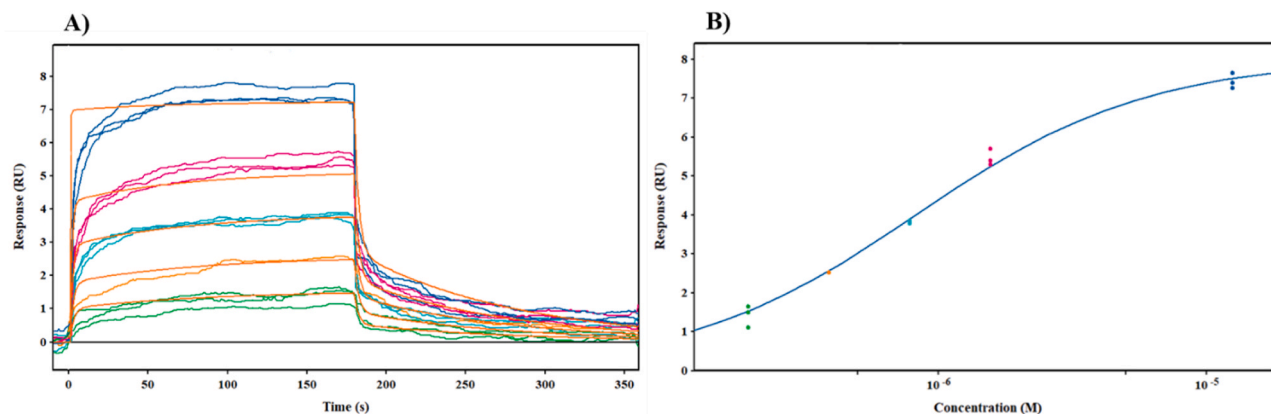 A)
B)
Response (RU)
8
7
6
5
4
3
2
1
0
0 50 100 150 200 250 300 350
Time (s)
Response (RU)
8
7
6
5
4
3
2
1
0
10⁻⁶ 10⁻⁵
Concentration (M)